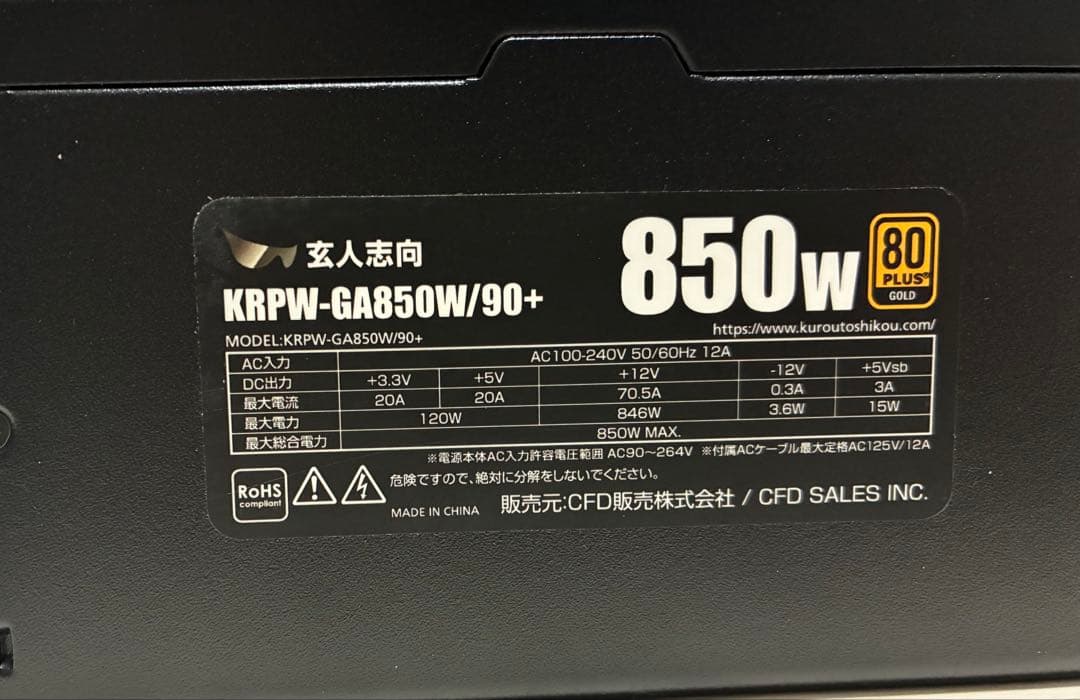 玄人志向
850W
80
PLUS®
GOLD
KRPW-GA850W/90+
https://www.kuroutoshikou.com/
MODEL:KRPW-GA850W/90+
AC入力 AC100-240V 50/60Hz 12A
DC出力 +3.3V +5V +12V -12V +5Vsb
最大電流 20A 20A 70.5A 0.3A 3A
最大電力 120W 846W 3.6W 15W
最大総合電力 850W MAX.
※電源本体AC入力許容電圧範囲 AC90～264V ※付属ACケーブル最大定格AC125V/12A
RoHS
compliant
危険ですので、絶対に分解をしないでください。
MADE IN CHINA 販売元:CFD販売株式会社 / CFD SALES INC.